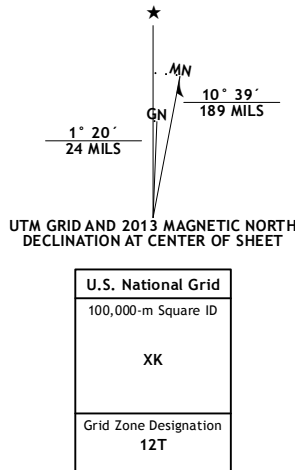 ★
MN
GN
10° 39´
189 MILS
1° 20´
24 MILS
UTM GRID AND 2013 MAGNETIC NORTH
DECLINATION AT CENTER OF SHEET
U.S. National Grid
100,000-m Square ID
XK
Grid Zone Designation
12T